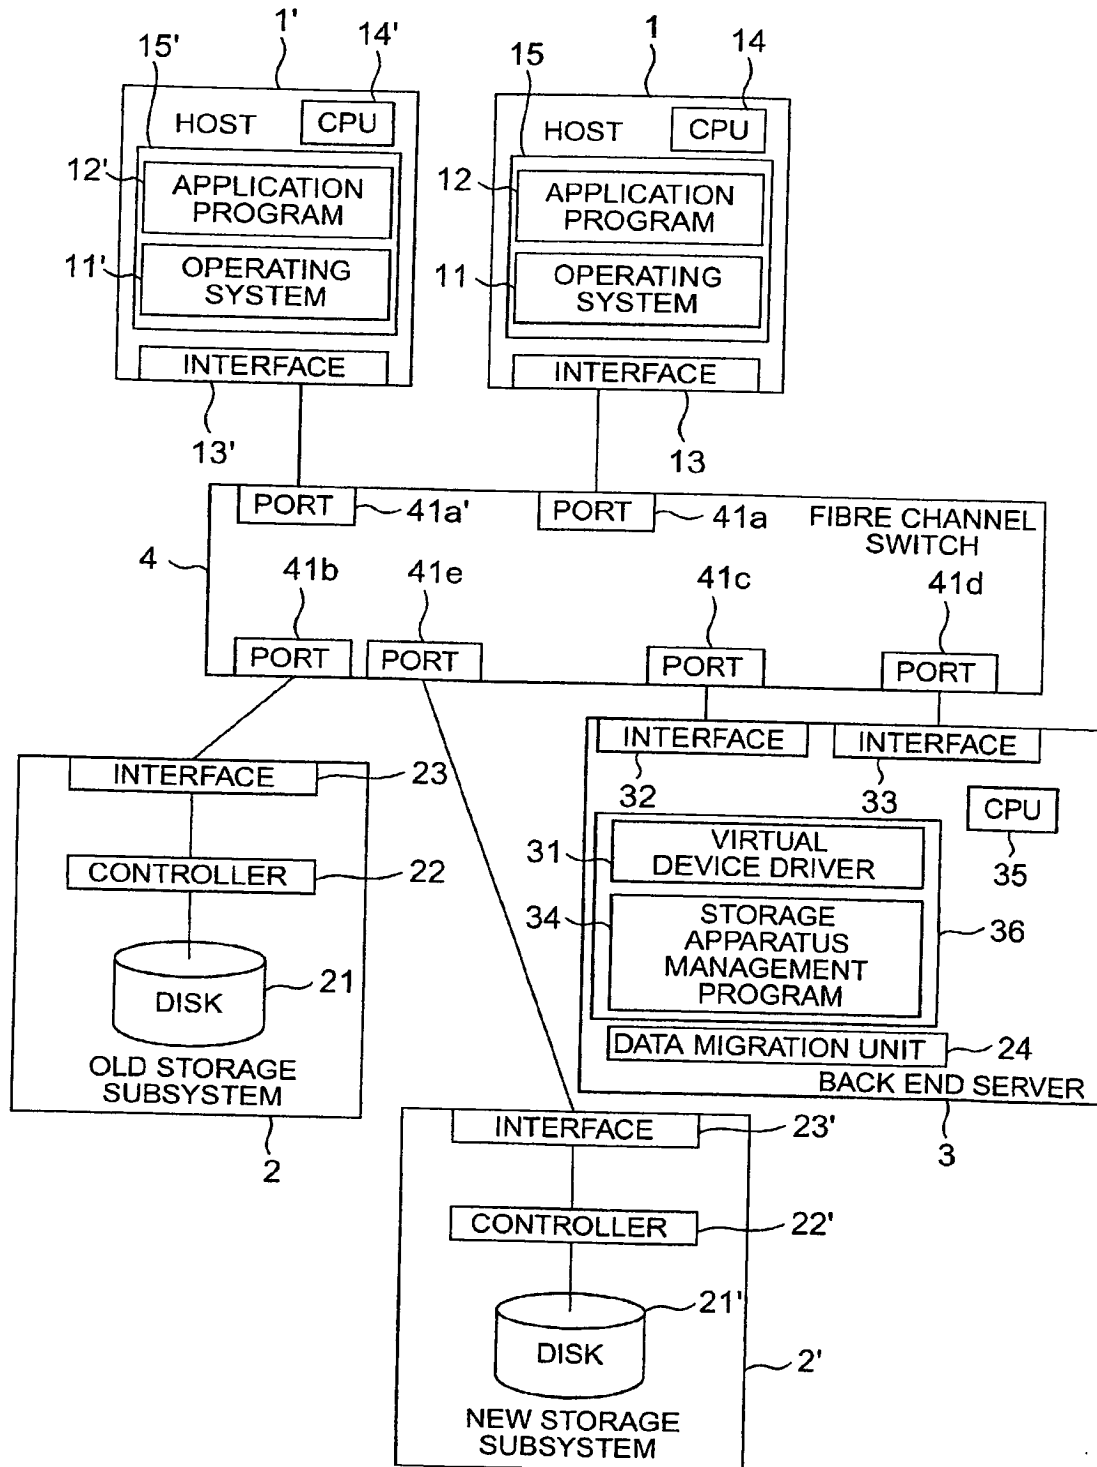 1'
1
15'
14'
15
14
HOST
CPU
HOST
CPU
12'
APPLICATION
PROGRAM
12
APPLICATION
PROGRAM
11'
OPERATING
SYSTEM
11
OPERATING
SYSTEM
INTERFACE
INTERFACE
13'
13
PORT
41a'
PORT
41a
FIBRE CHANNEL
SWITCH
4
41b
41e
41c
41d
PORT
PORT
PORT
PORT
INTERFACE
23
INTERFACE
INTERFACE
32
33
CPU
35
CONTROLLER
22
31
VIRTUAL
DEVICE DRIVER
34
STORAGE
APPARATUS
MANAGEMENT
PROGRAM
36
DISK
21
DATA MIGRATION UNIT
24
OLD STORAGE
SUBSYSTEM
BACK END SERVER
2
3
INTERFACE
23'
CONTROLLER
22'
DISK
21'
2'
NEW STORAGE
SUBSYSTEM